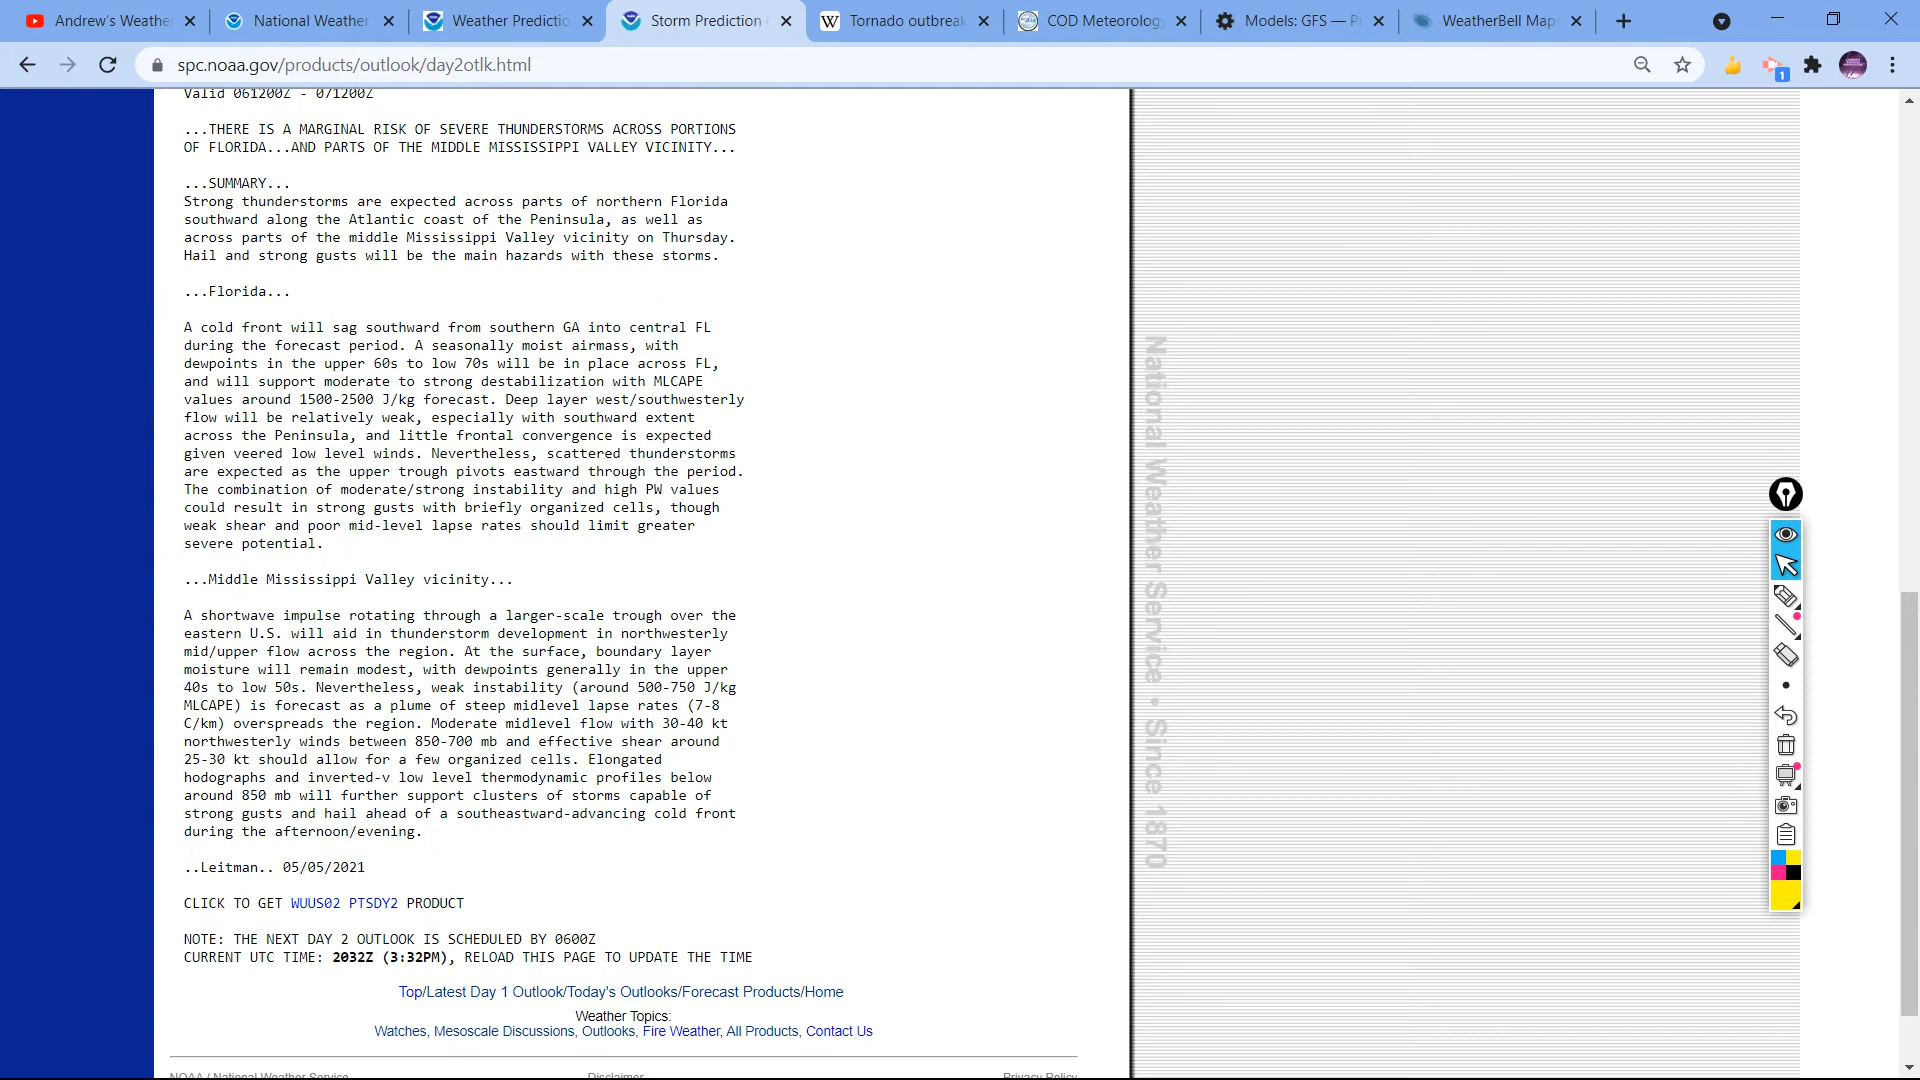 Andrew's Weathe
National Weather
Weather Predictio
Storm Prediction
Tornado outbreak
COD Meteorology
Models: GFS — P
WeatherBell Maps
spc.noaa.gov/products/outlook/day2otlk.html
1
Valid 061200Z - 071200Z
...THERE IS A MARGINAL RISK OF SEVERE THUNDERSTORMS ACROSS PORTIONS
OF FLORIDA...AND PARTS OF THE MIDDLE MISSISSIPPI VALLEY VICINITY...
...SUMMARY...
Strong thunderstorms are expected across parts of northern Florida
southward along the Atlantic coast of the Peninsula, as well as
across parts of the middle Mississippi Valley vicinity on Thursday.
Hail and strong gusts will be the main hazards with these storms.
...Florida...
A cold front will sag southward from southern GA into central FL
during the forecast period. A seasonally moist airmass, with
dewpoints in the upper 60s to low 70s will be in place across FL,
and will support moderate to strong destabilization with MLCAPE
values around 1500-2500 J/kg forecast. Deep layer west/southwesterly
flow will be relatively weak, especially with southward extent
across the Peninsula, and little frontal convergence is expected
given veered low level winds. Nevertheless, scattered thunderstorms
are expected as the upper trough pivots eastward through the period.
The combination of moderate/strong instability and high PW values
could result in strong gusts with briefly organized cells, though
weak shear and poor mid-level lapse rates should limit greater
severe potential.
...Middle Mississippi Valley vicinity...
A shortwave impulse rotating through a larger-scale trough over the
eastern U.S. will aid in thunderstorm development in northwesterly
mid/upper flow across the region. At the surface, boundary layer
moisture will remain modest, with dewpoints generally in the upper
40s to low 50s. Nevertheless, weak instability (around 500-750 J/kg
MLCAPE) is forecast as a plume of steep midlevel lapse rates (7-8
C/km) overspreads the region. Moderate midlevel flow with 30-40 kt
northwesterly winds between 850-700 mb and effective shear around
25-30 kt should allow for a few organized cells. Elongated
hodographs and inverted-v low level thermodynamic profiles below
around 850 mb will further support clusters of storms capable of
strong gusts and hail ahead of a southeastward-advancing cold front
during the afternoon/evening.
..Leitman.. 05/05/2021
CLICK TO GET WUUS02 PTSDY2 PRODUCT
NOTE: THE NEXT DAY 2 OUTLOOK IS SCHEDULED BY 0600Z
CURRENT UTC TIME: 2032Z (3:32PM), RELOAD THIS PAGE TO UPDATE THE TIME
Top/Latest Day 1 Outlook/Today's Outlooks/Forecast Products/Home
Weather Topics:
Watches, Mesoscale Discussions, Outlooks, Fire Weather, All Products, Contact Us
NOAA / National Weather Service
Disclaimer
Privacy Policy
National Weather Service • Since 1870